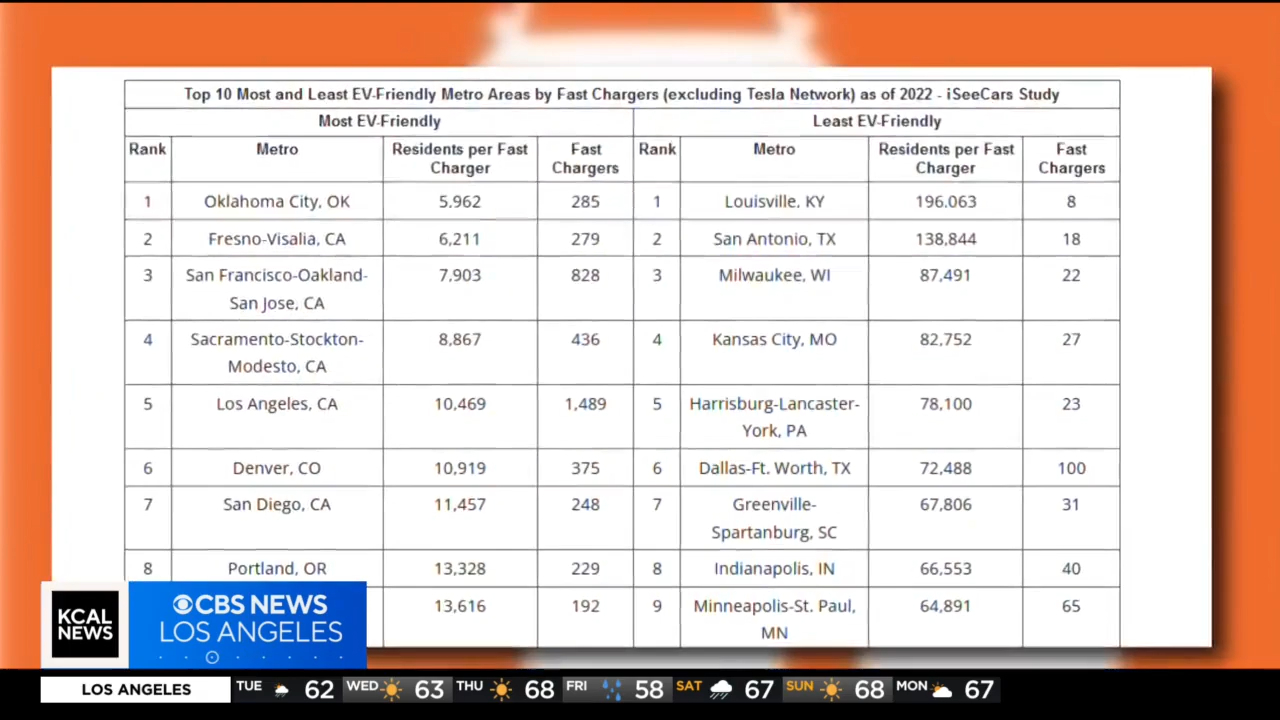 Top 10 Most and Least EV-Friendly Metro Areas by Fast Chargers (excluding Tesla Network) as of 2022 - iSeeCars Study
Most EV-Friendly Least EV-Friendly
Rank Metro Residents per Fast Charger Fast Chargers Rank Metro Residents per Fast Charger Fast Chargers
1 Oklahoma City, OK 5,962 285 1 Louisville, KY 196,063 8
2 Fresno-Visalia, CA 6,211 279 2 San Antonio, TX 138,844 18
3 San Francisco-Oakland-San Jose, CA 7,903 828 3 Milwaukee, WI 87,491 22
4 Sacramento-Stockton-Modesto, CA 8,867 436 4 Kansas City, MO 82,752 27
5 Los Angeles, CA 10,469 1,489 5 Harrisburg-Lancaster-York, PA 78,100 23
6 Denver, CO 10,919 375 6 Dallas-Ft. Worth, TX 72,488 100
7 San Diego, CA 11,457 248 7 Greenville-Spartanburg, SC 67,806 31
8 Portland, OR 13,328 229 8 Indianapolis, IN 66,553 40
13,616 192 9 Minneapolis-St. Paul, MN 64,891 65
KCAL NEWS
CBS NEWS
LOS ANGELES
LOS ANGELES TUE 62 WED 63 THU 68 FRI 58 SAT 67 SUN 68 MON 67